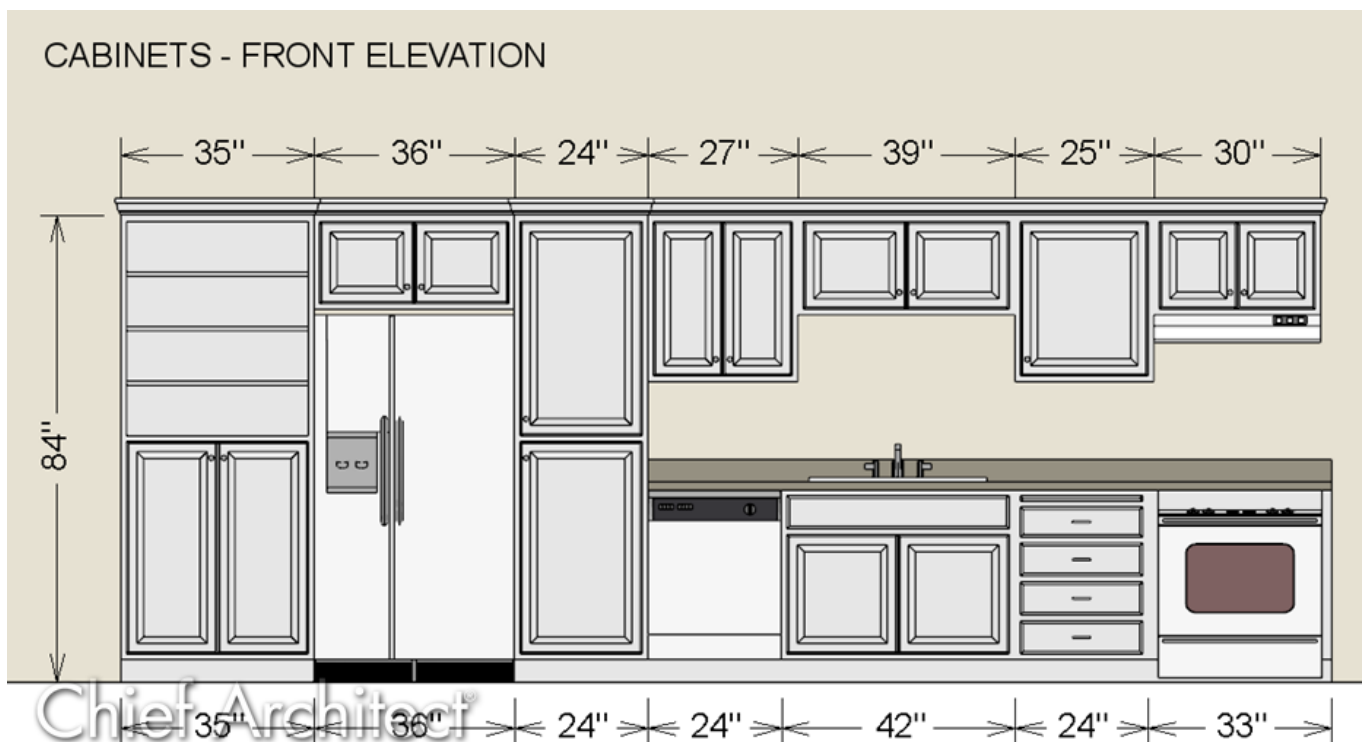 CABINETS - FRONT ELEVATION
35" 36" 24" 27" 39" 25" 30"
84"
Chief Architect®
35" 36" 24" 24" 42" 24" 33"